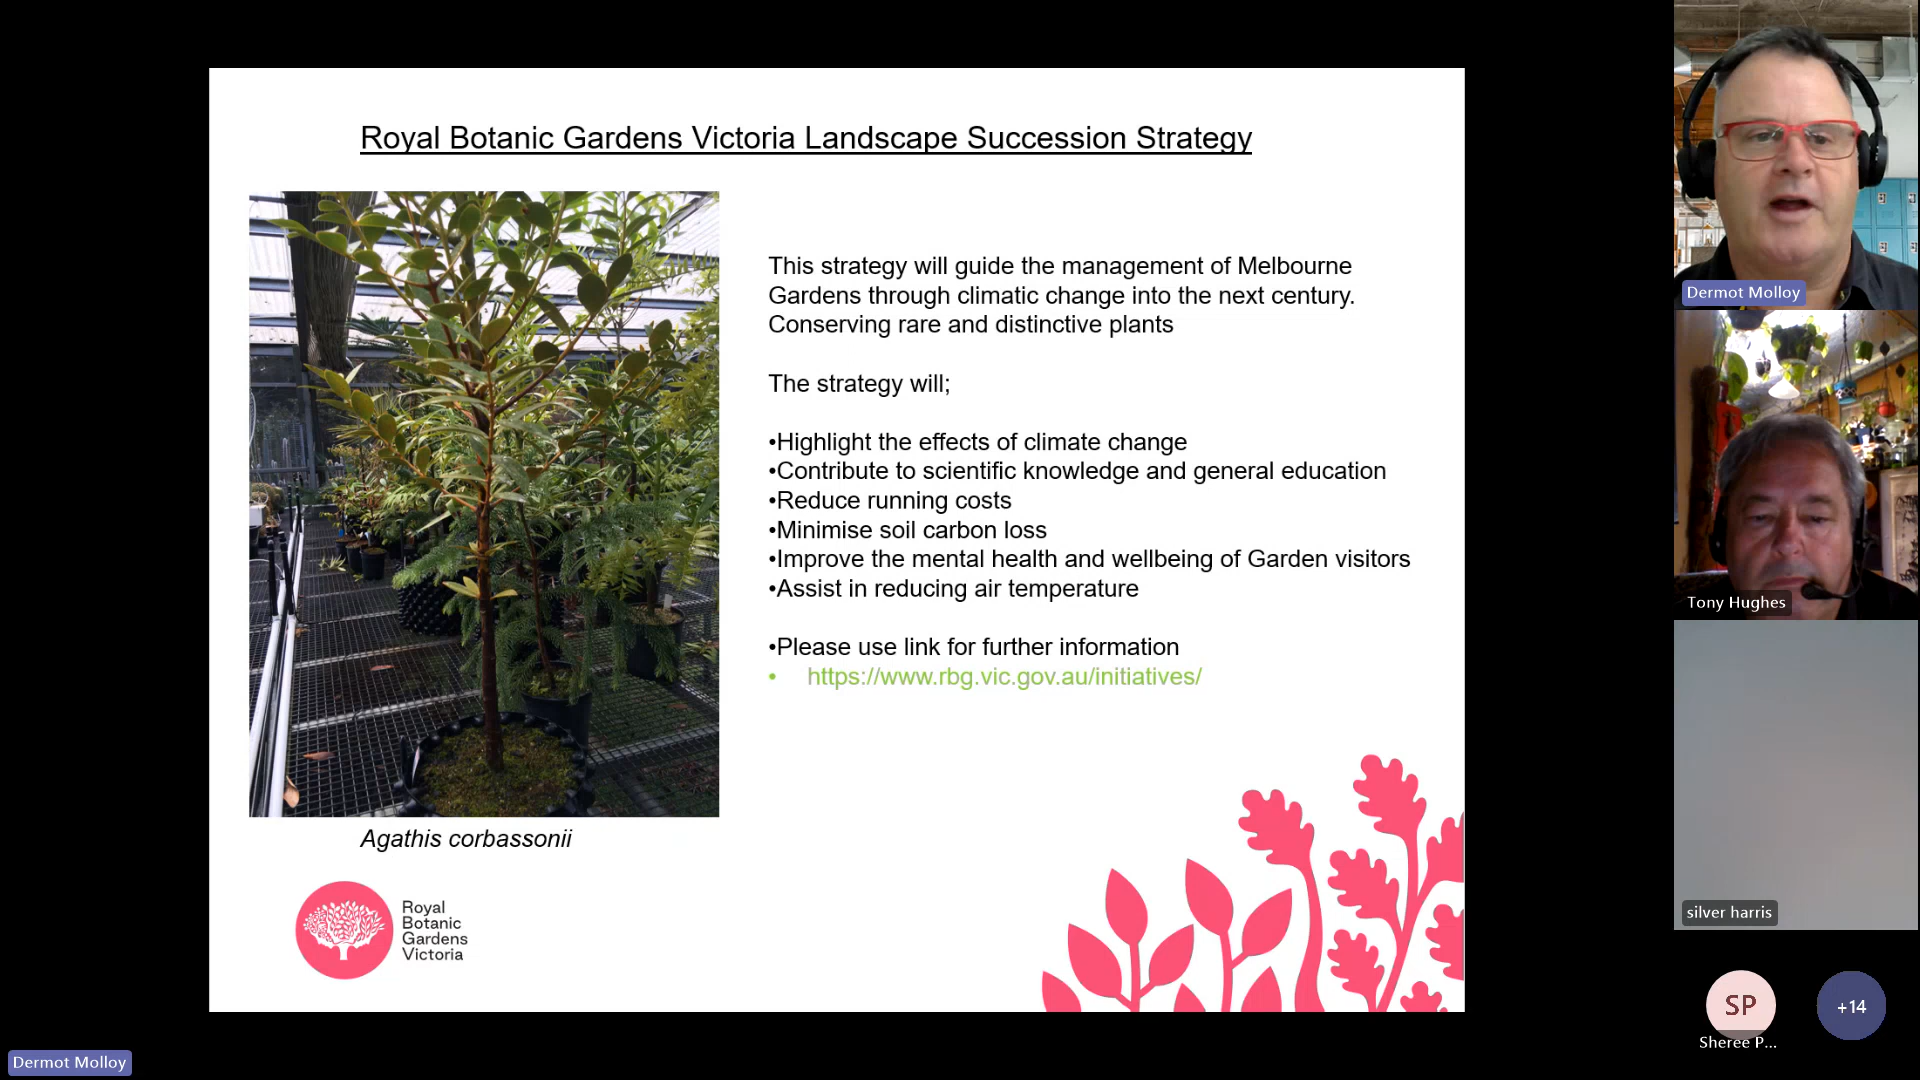 Royal Botanic Gardens Victoria Landscape Succession Strategy
This strategy will guide the management of Melbourne
Gardens through climatic change into the next century.
Conserving rare and distinctive plants
The strategy will;
•Highlight the effects of climate change
•Contribute to scientific knowledge and general education
•Reduce running costs
•Minimise soil carbon loss
•Improve the mental health and wellbeing of Garden visitors
•Assist in reducing air temperature
•Please use link for further information
• https://www.rbg.vic.gov.au/initiatives/
Agathis corbassonii
Royal
Botanic
Gardens
Victoria
Dermot Molloy
Dermot Molloy
Tony Hughes
silver harris
SP
Sheree P...
+14